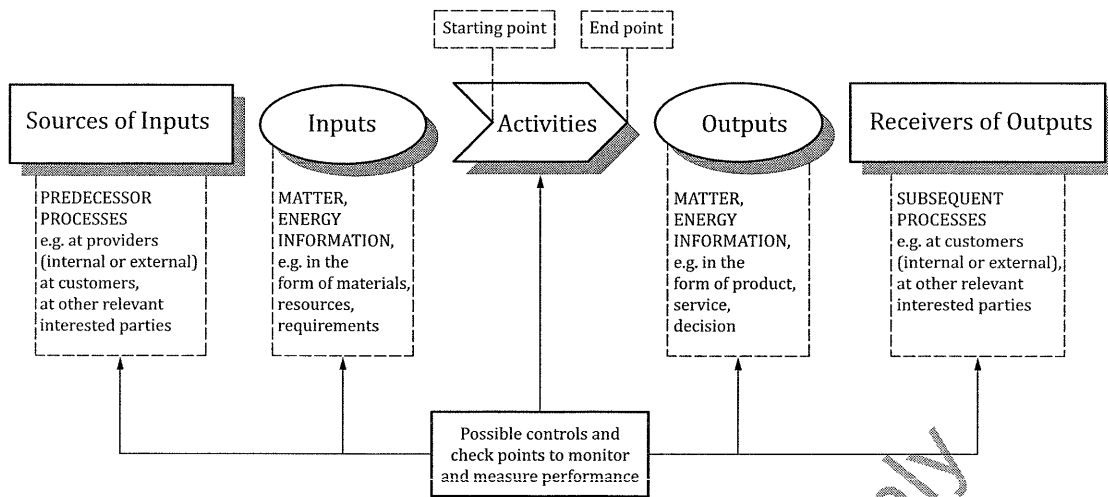 Starting point
End point
Sources of Inputs
Inputs
Activities
Outputs
Receivers of Outputs
PREDECESSOR
PROCESSES
e.g. at providers
(internal or external)
at customers,
at other relevant
interested parties
MATTER,
ENERGY
INFORMATION,
e.g. in the
form of materials,
resources,
requirements
MATTER,
ENERGY
INFORMATION,
e.g. in the
form of product,
service,
decision
SUBSEQUENT
PROCESSES
e.g. at customers
(internal or external),
at other relevant
interested parties
Possible controls and
check points to monitor
and measure performance